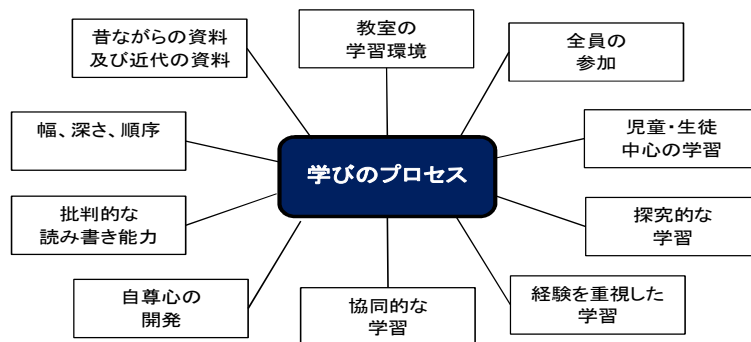 昔ながらの資料
及び近代の資料
教室の
学習環境
全員の
参加
幅、深さ、順序
児童・生徒
中心の学習
学びのプロセス
批判的な
読み書き能力
探究的な
学習
自尊心の
開発
協同的な
学習
経験を重視した
学習